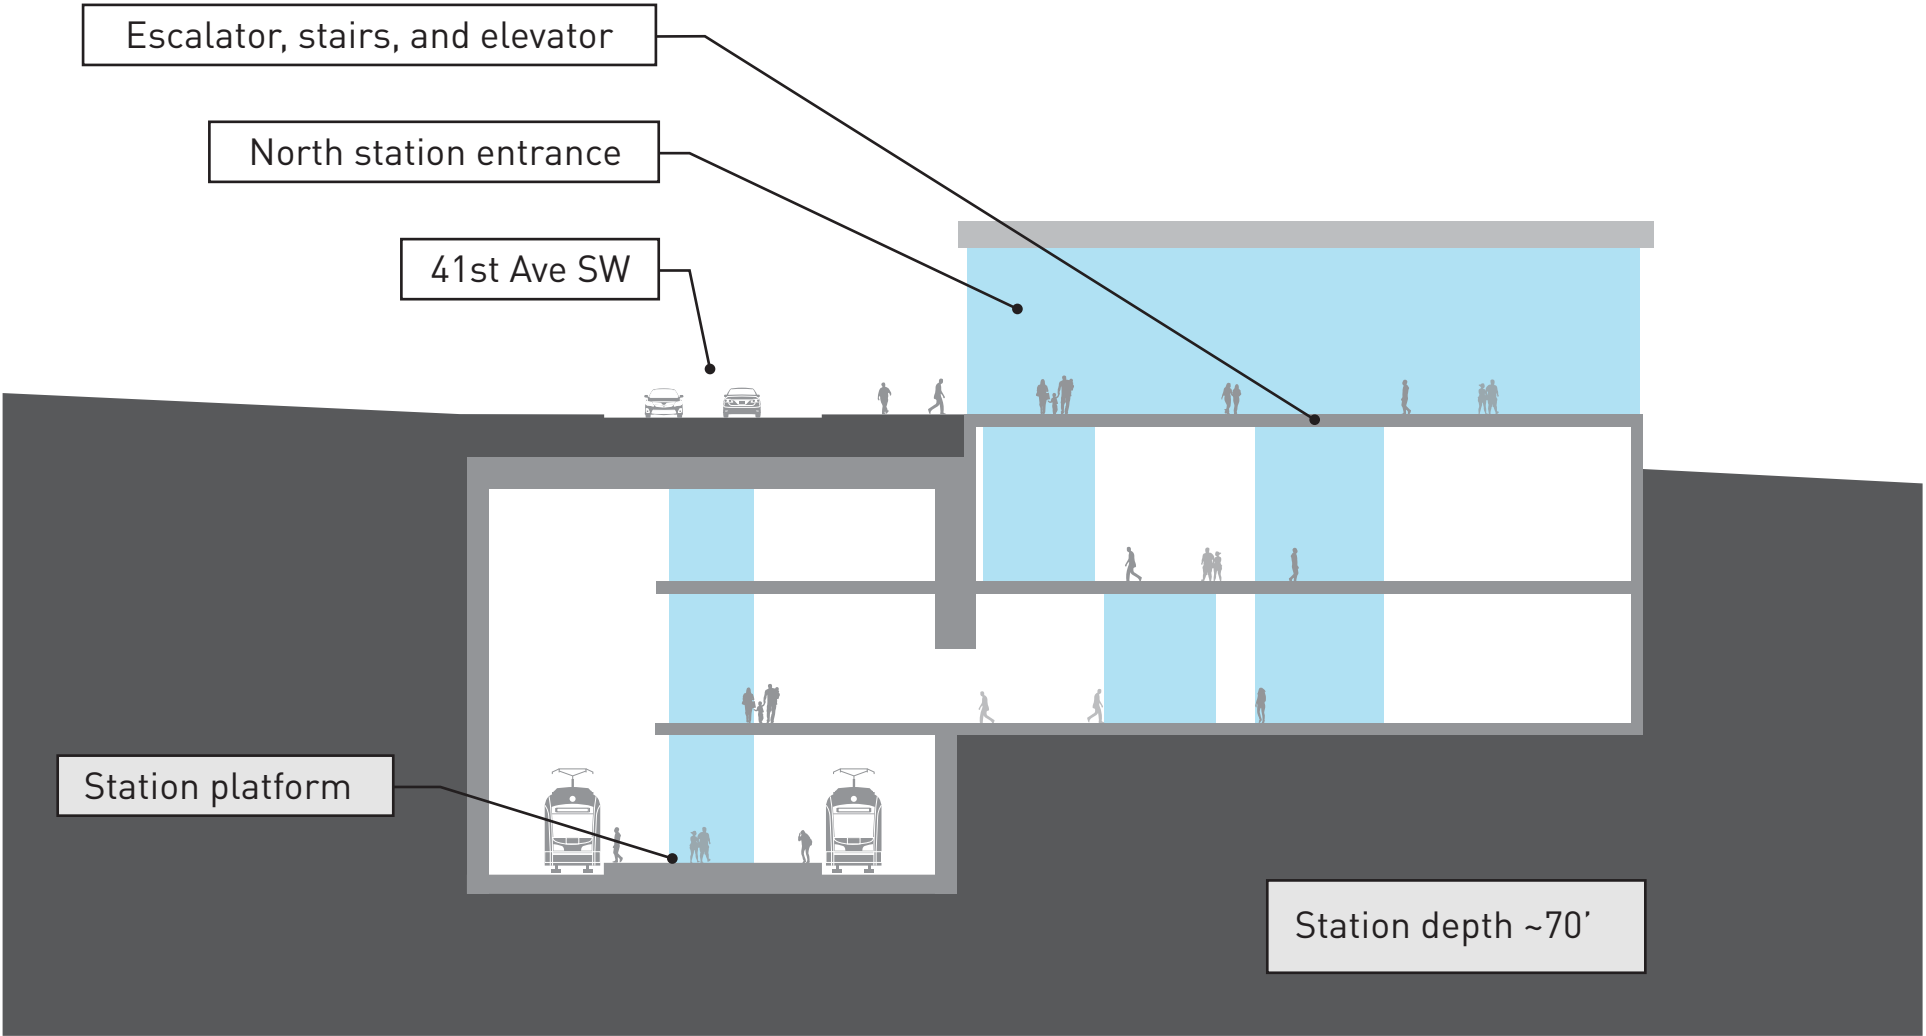 Escalator, stairs, and elevator
North station entrance
41st Ave SW
Station platform
Station depth ~70’